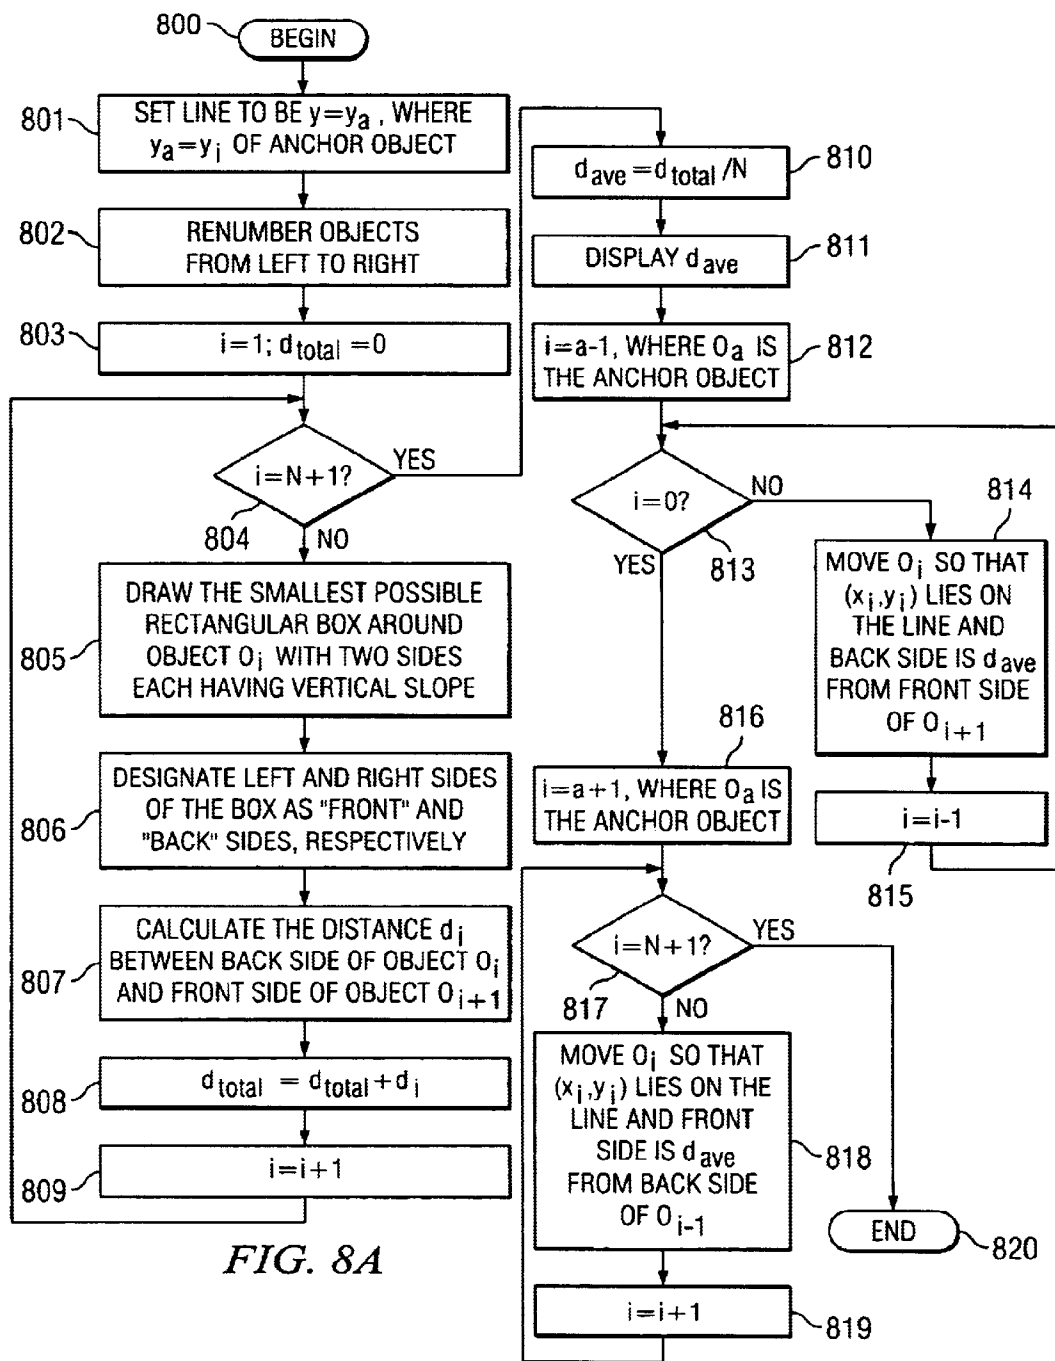 800
BEGIN
801
SET LINE TO BE y=yₐ, WHERE
yₐ=yᵢ OF ANCHOR OBJECT
802
RENUMBER OBJECTS
FROM LEFT TO RIGHT
803
i=1; d_total =0
i=N+1?
YES
804
NO
805
DRAW THE SMALLEST POSSIBLE
RECTANGULAR BOX AROUND
OBJECT Oᵢ WITH TWO SIDES
EACH HAVING VERTICAL SLOPE
806
DESIGNATE LEFT AND RIGHT SIDES
OF THE BOX AS "FRONT" AND
"BACK" SIDES, RESPECTIVELY
807
CALCULATE THE DISTANCE dᵢ
BETWEEN BACK SIDE OF OBJECT Oᵢ
AND FRONT SIDE OF OBJECT Oᵢ₊₁
808
d_total = d_total+dᵢ
809
i=i+1
FIG. 8A
d_ave=d_total/N
810
DISPLAY d_ave
811
i=a-1, WHERE Oₐ IS
THE ANCHOR OBJECT
812
i=0?
NO
YES
813
814
MOVE Oᵢ SO THAT
(xᵢ,yᵢ) LIES ON
THE LINE AND
BACK SIDE IS d_ave
FROM FRONT SIDE
OF Oᵢ₊₁
i=i-1
815
816
i=a+1, WHERE Oₐ IS
THE ANCHOR OBJECT
i=N+1?
YES
817
NO
MOVE Oᵢ SO THAT
(xᵢ,yᵢ) LIES ON THE
LINE AND FRONT
SIDE IS d_ave
FROM BACK SIDE
OF Oᵢ₋₁
818
i=i+1
819
END
820